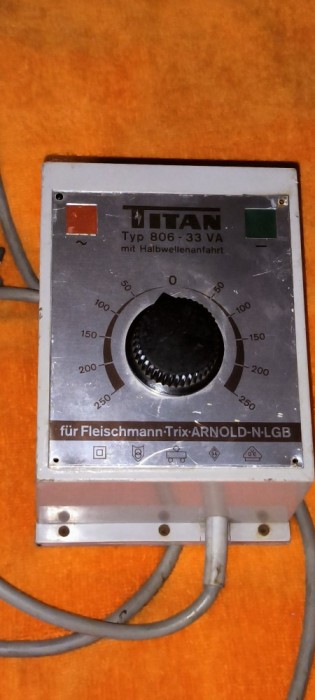 TITAN
Typ 806 - 33 VA
~ mit Halbwellenanfahrt –
0
50 50
100 100
150 150
200 200
250 250
für Fleischmann·Trix·ARNOLD·N·LGB